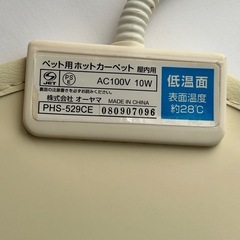 ペット用ホットカーペット 屋内用
JET
PS
E
AC100V 10W
株式会社 オーヤマ MADE IN CHINA
PHS-529CE 080907096
低温面
表面温度
約28℃